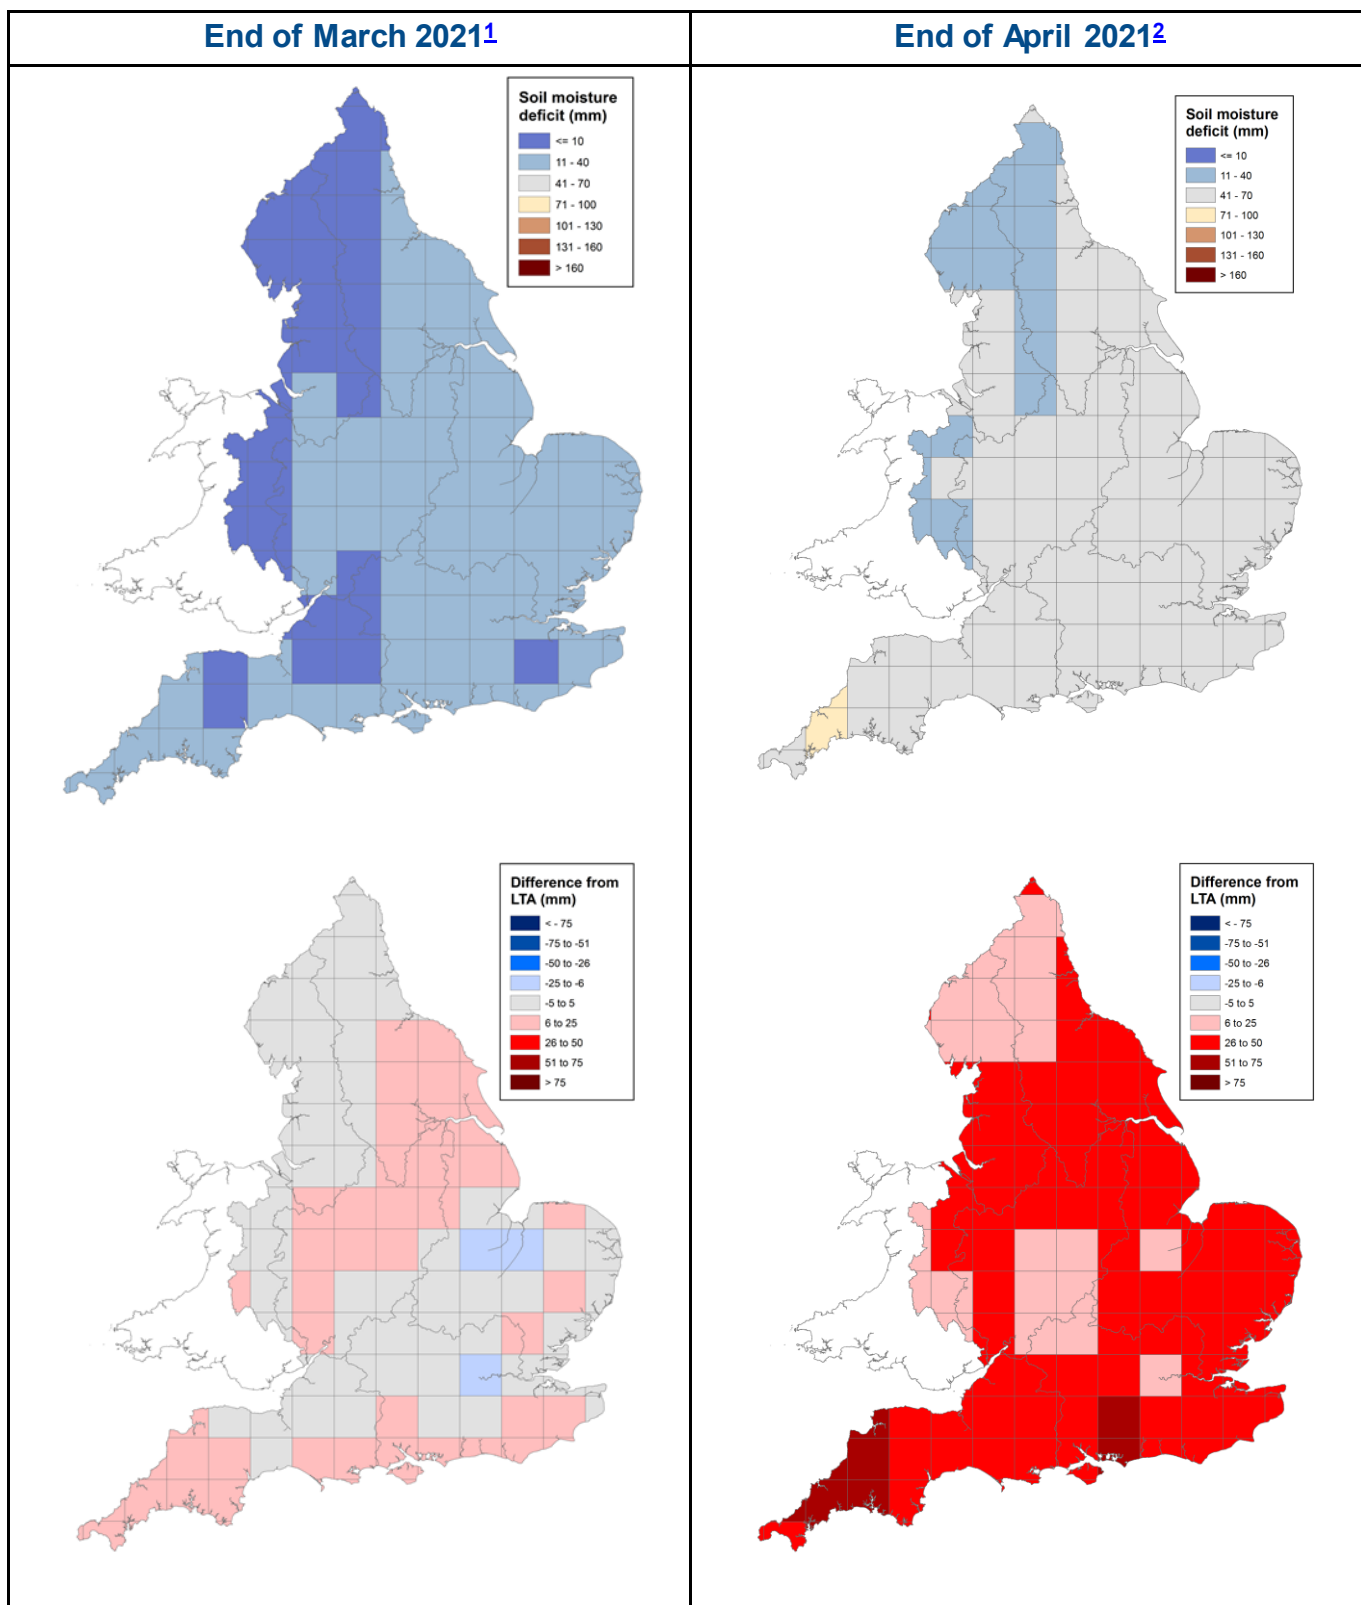 End of March 20211
End of April 20212
Soil moisture
deficit (mm)
<= 10
11 - 40
41 - 70
71 - 100
101 - 130
131 - 160
> 160
Soil moisture
deficit (mm)
<= 10
11 - 40
41 - 70
71 - 100
101 - 130
131 - 160
> 160
Difference from
LTA (mm)
< - 75
-75 to -51
-50 to -26
-25 to -6
-5 to 5
6 to 25
26 to 50
51 to 75
> 75
Difference from
LTA (mm)
< - 75
-75 to -51
-50 to -26
-25 to -6
-5 to 5
6 to 25
26 to 50
51 to 75
> 75